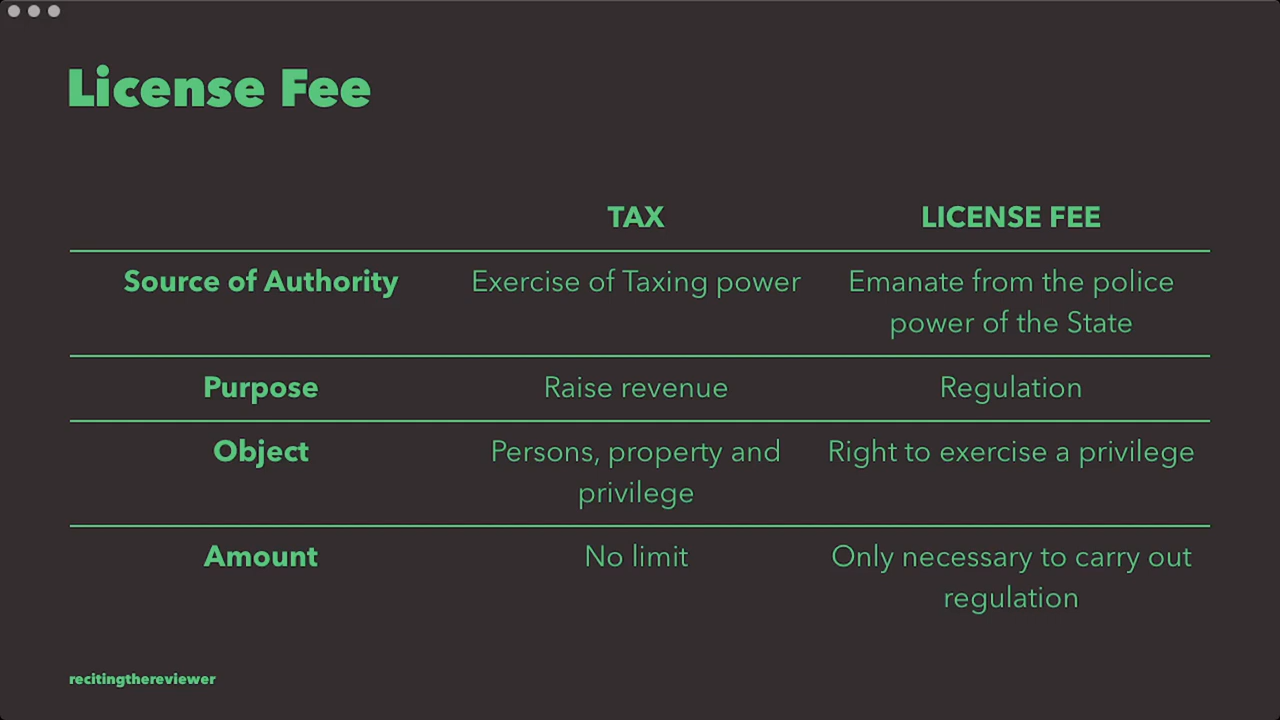 License Fee
TAX LICENSE FEE
Source of Authority Exercise of Taxing power Emanate from the police
power of the State
Purpose Raise revenue Regulation
Object Persons, property and Right to exercise a privilege
privilege
Amount No limit Only necessary to carry out
regulation
recitingthereviewer